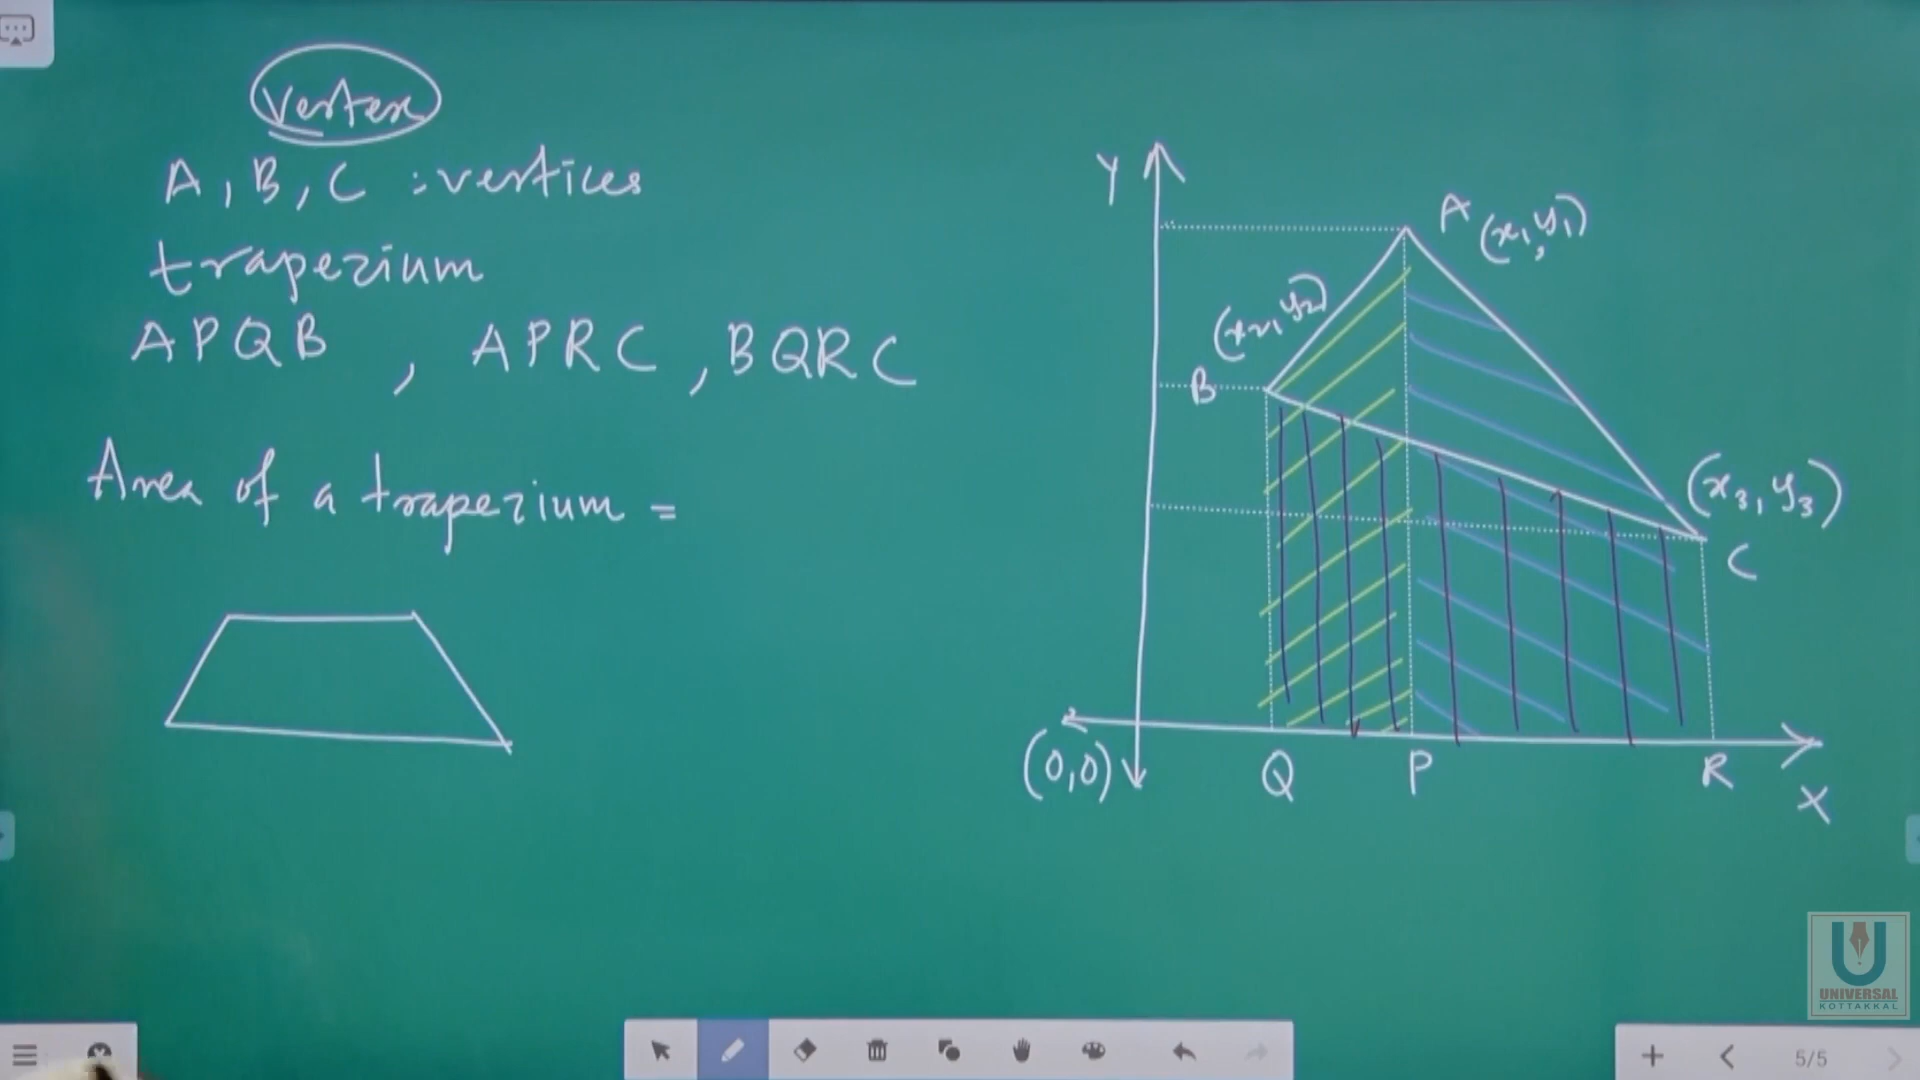 Vertex
A, B, C : vertices
trapezium
APQB , APRC , BQRC
Area of a trapezium =
Y
A (x₁, y₁)
(x₂, y₂)
B
(x₃, y₃)
C
(0,0)
Q
P
R
X
UNIVERSAL
KOTTAKKAL
5/5